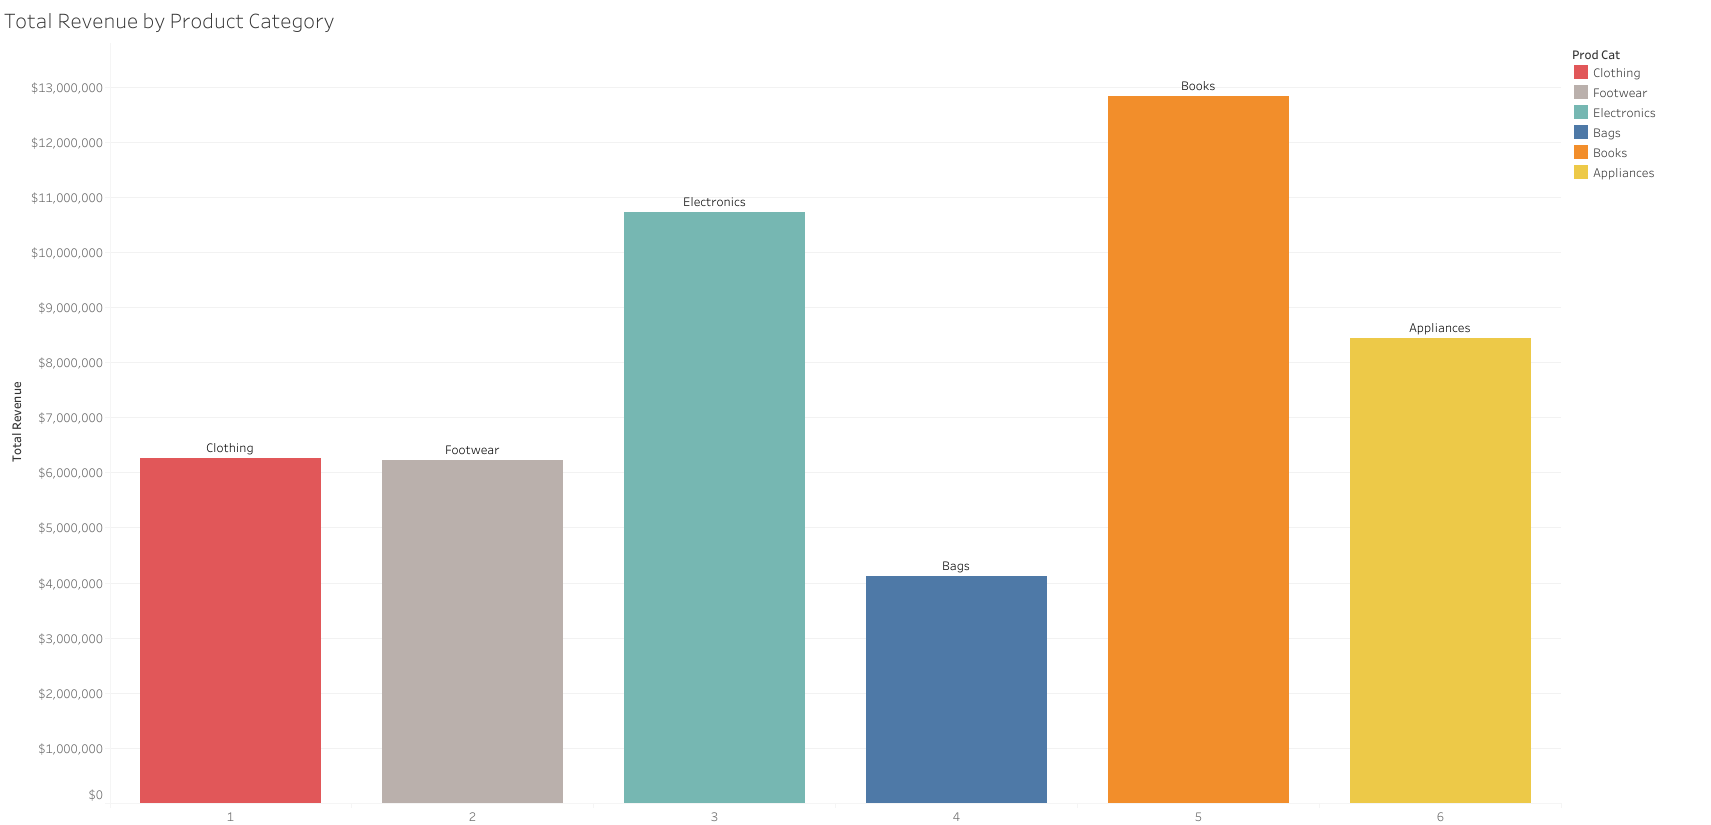 Total Revenue by Product Category
Prod Cat
Clothing
Footwear
Electronics
Bags
Books
Appliances
Total Revenue
$13,000,000
$12,000,000
$11,000,000
$10,000,000
$9,000,000
$8,000,000
$7,000,000
$6,000,000
$5,000,000
$4,000,000
$3,000,000
$2,000,000
$1,000,000
$0
Clothing
Footwear
Electronics
Bags
Books
Appliances
1 2 3 4 5 6